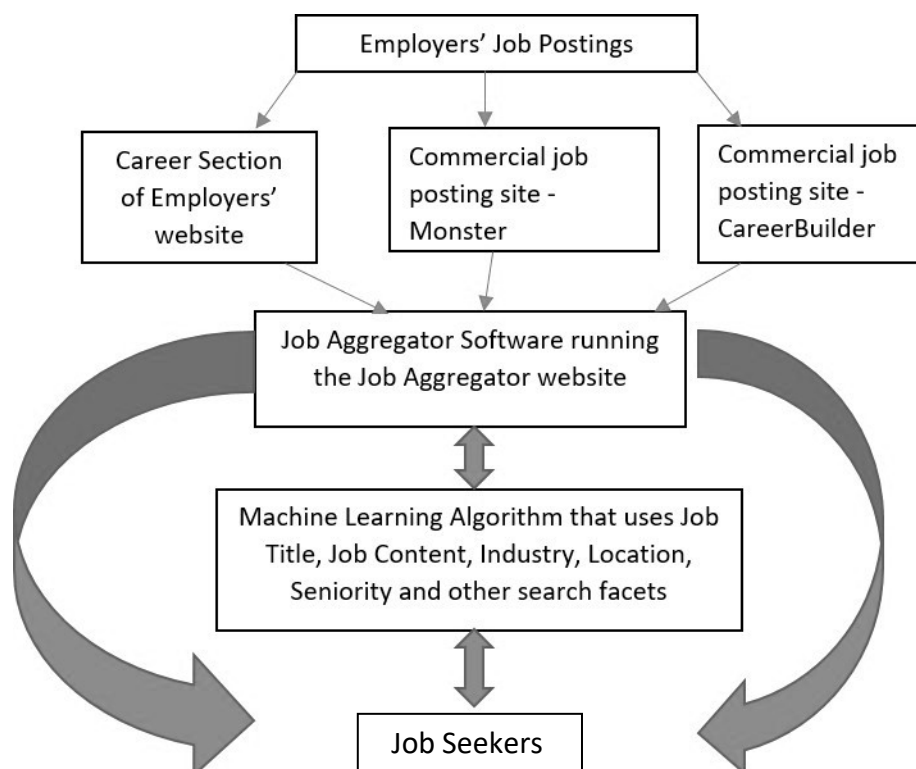 Employers’ Job Postings
Career Section
of Employers’
website
Commercial job
posting site -
Monster
Commercial job
posting site -
CareerBuilder
Job Aggregator Software running
the Job Aggregator website
Machine Learning Algorithm that uses Job
Title, Job Content, Industry, Location,
Seniority and other search facets
Job Seekers